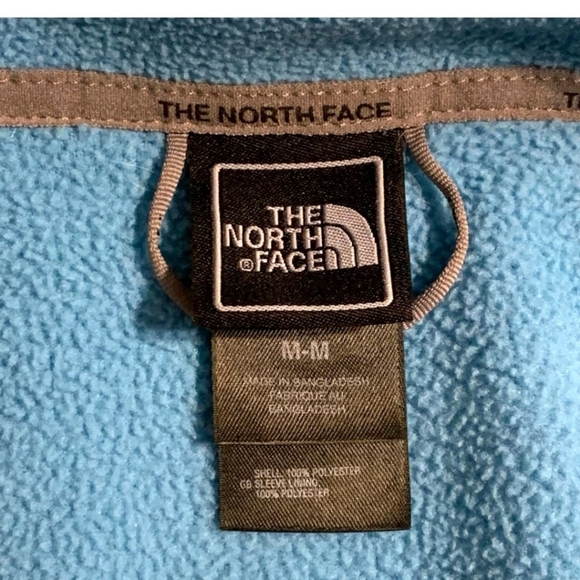 THE NORTH FACE
THE
NORTH
® FACE
M-M
MADE IN BANGLADESH
FABRIQUE AU
BANGLADESH
SHELL: 100% POLYESTER
CB SLEEVE LINING:
100% POLYESTER